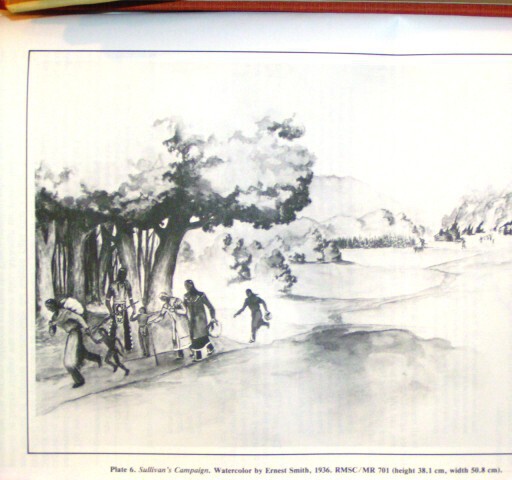 Plate 6. Sullivan's Campaign. Watercolor by Ernest Smith, 1936. RMSC/MR 701 (height 38.1 cm, width 50.8 cm).